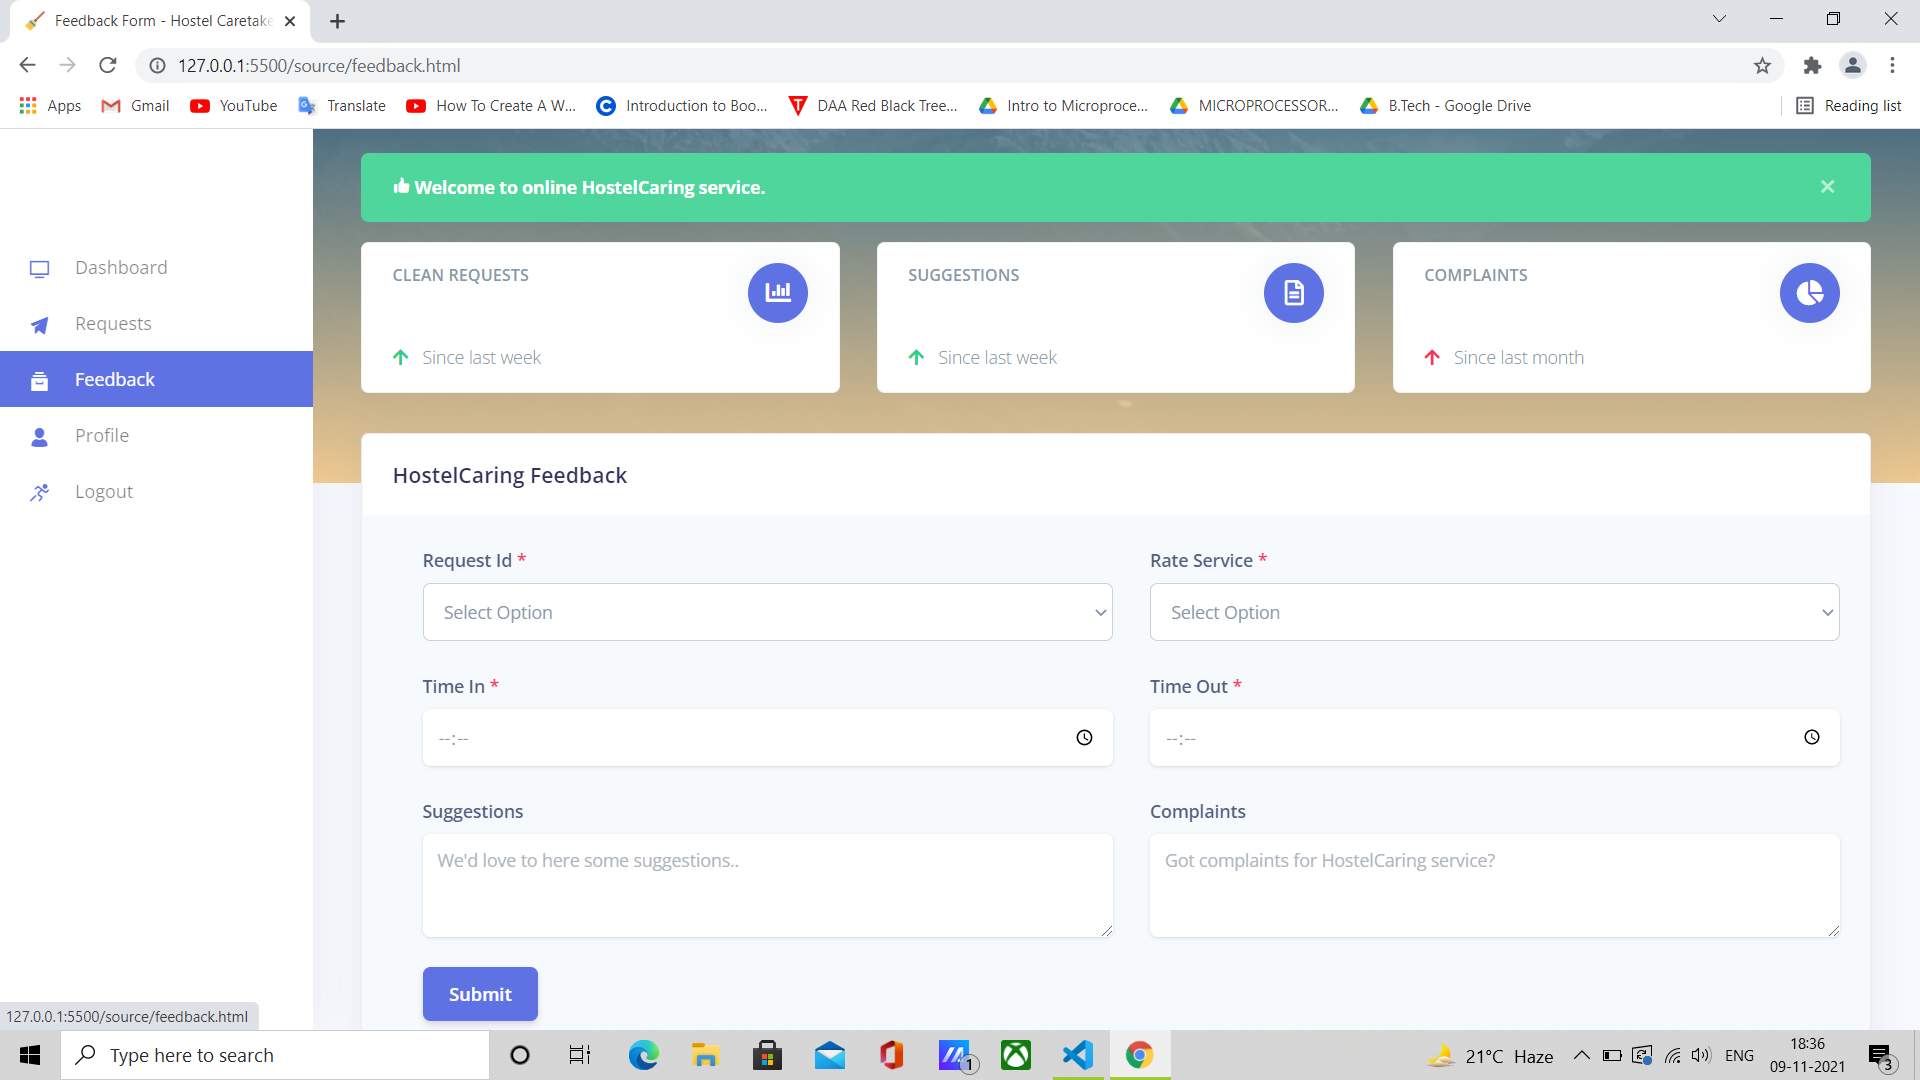 Feedback Form - Hostel Caretake
127.0.0.1:5500/source/feedback.html
Apps Gmail YouTube Translate How To Create A W... Introduction to Boo... DAA Red Black Tree... Intro to Microproce... MICROPROCESSOR... B.Tech - Google Drive Reading list
Welcome to online HostelCaring service.
Dashboard
Requests
Feedback
Profile
Logout
CLEAN REQUESTS
Since last week
SUGGESTIONS
Since last week
COMPLAINTS
Since last month
HostelCaring Feedback
Request Id * Rate Service *
Select Option Select Option
Time In * Time Out *
--:-- --:--
Suggestions Complaints
We'd love to here some suggestions.. Got complaints for HostelCaring service?
Submit
127.0.0.1:5500/source/feedback.html
Type here to search
1
21°C Haze ENG
18:36
09-11-2021
3